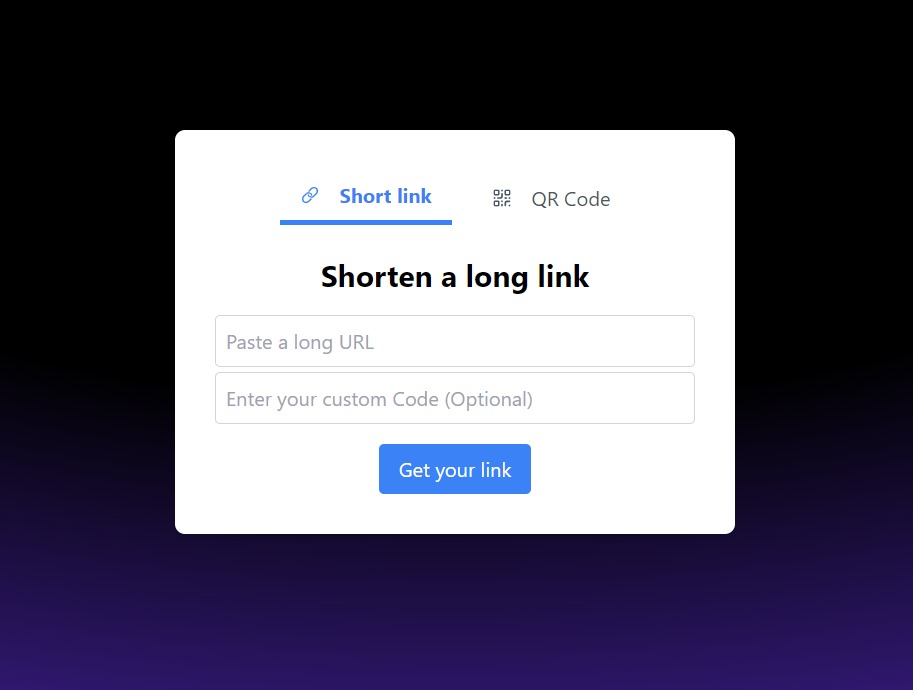 Short link
QR Code
Shorten a long link
Paste a long URL
Enter your custom Code (Optional)
Get your link